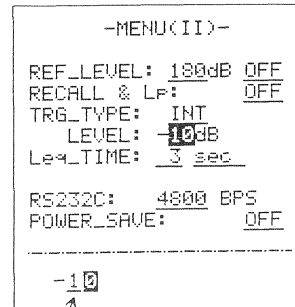 -MENU(II)-
REF_LEVEL: 180dB OFF
RECALL & Lp: OFF
TRG_TYPE: INT
LEVEL: -10dB
Leq_TIME: 3 sec
RS232C: 4800 BPS
POWER_SAVE: OFF
-10